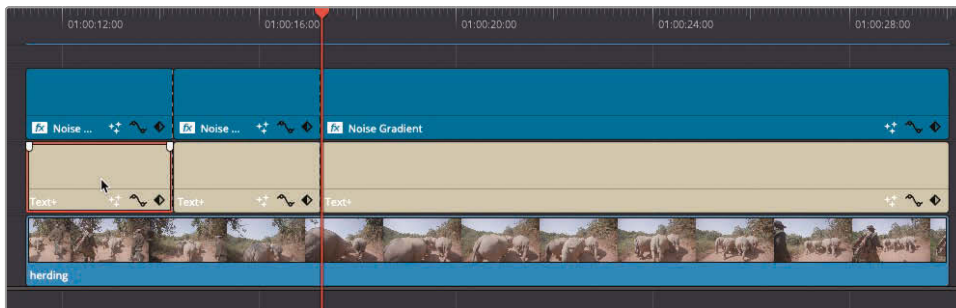 01:00:12:00 01:00:16:00 01:00:20:00 01:00:24:00 01:00:28:00
fx Noise ... fx Noise ... fx Noise Gradient
Text+ Text+ Text+
herding